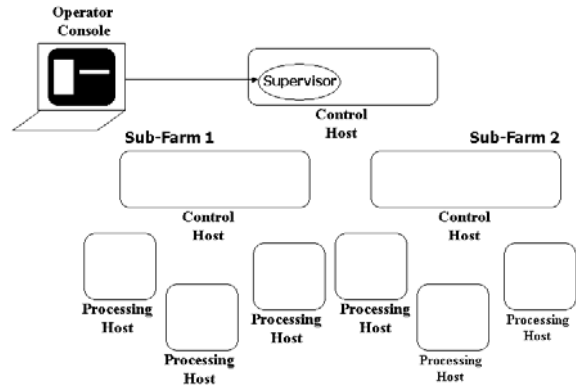 Operator
Console
Supervisor
Control
Host
Sub-Farm 1
Sub-Farm 2
Control
Host
Control
Host
Processing
Host
Processing
Host
Processing
Host
Processing
Host
Processing
Host
Processing
Host